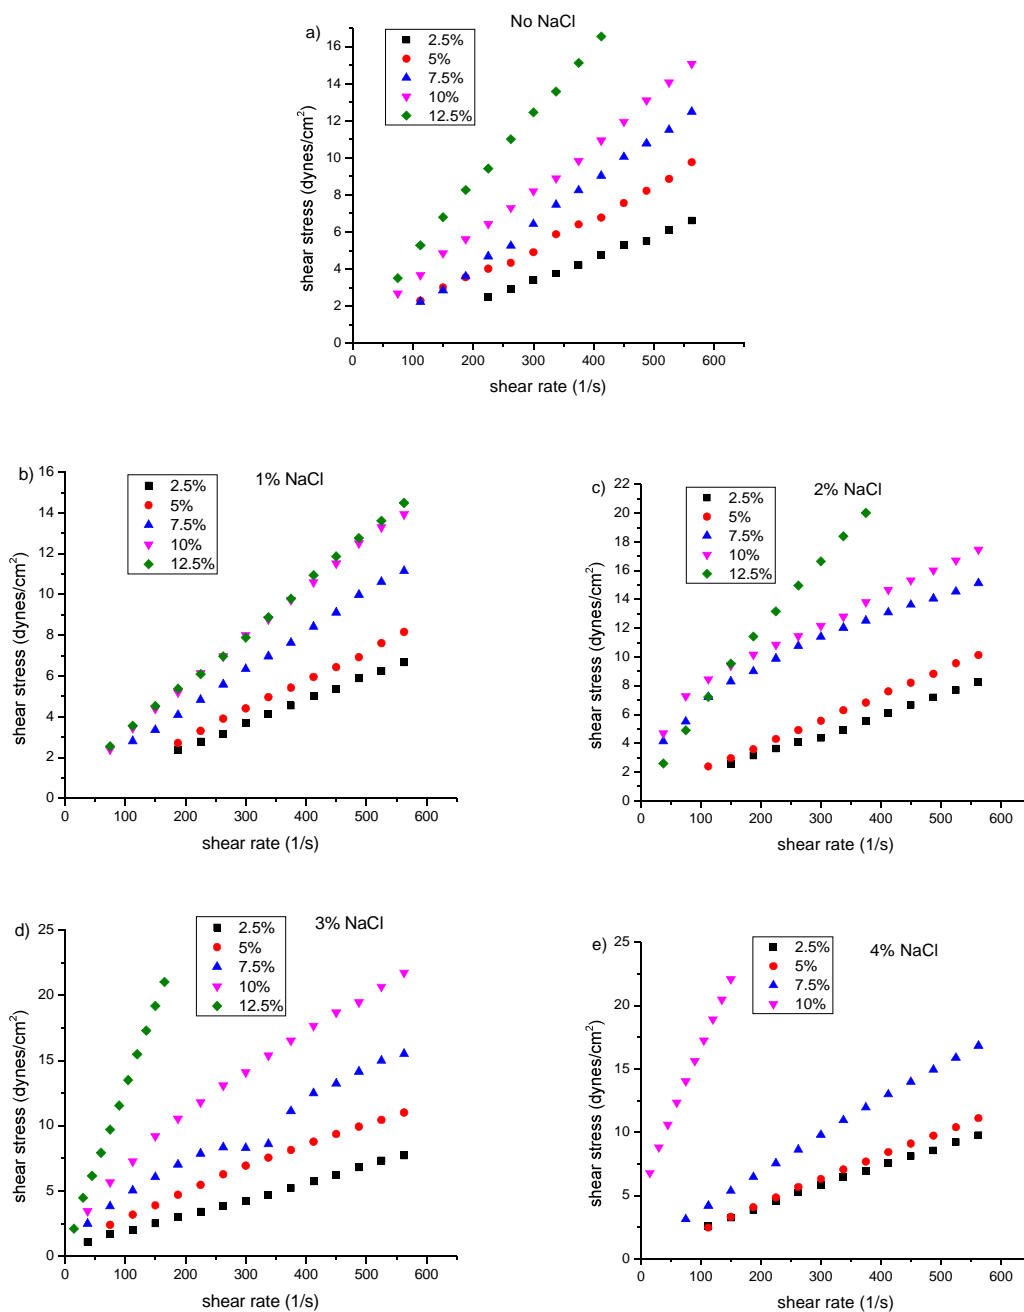 a)
No NaCl
2.5%
5%
7.5%
10%
12.5%
16
14
12
10
8
6
4
2
0
shear stress (dynes/cm²)
0 100 200 300 400 500 600
shear rate (1/s)
b)
1% NaCl
2.5%
5%
7.5%
10%
12.5%
16
14
12
10
8
6
4
2
0
shear stress (dynes/cm²)
0 100 200 300 400 500 600
shear rate (1/s)
c)
2% NaCl
2.5%
5%
7.5%
10%
12.5%
22
20
18
16
14
12
10
8
6
4
2
0
shear stress (dynes/cm²)
0 100 200 300 400 500 600
shear rate (1/s)
d)
3% NaCl
2.5%
5%
7.5%
10%
12.5%
25
20
15
10
5
0
shear stress (dynes/cm²)
0 100 200 300 400 500 600
shear rate (1/s)
e)
4% NaCl
2.5%
5%
7.5%
10%
25
20
15
10
5
0
shear stress (dynes/cm²)
0 100 200 300 400 500 600
shear rate (1/s)